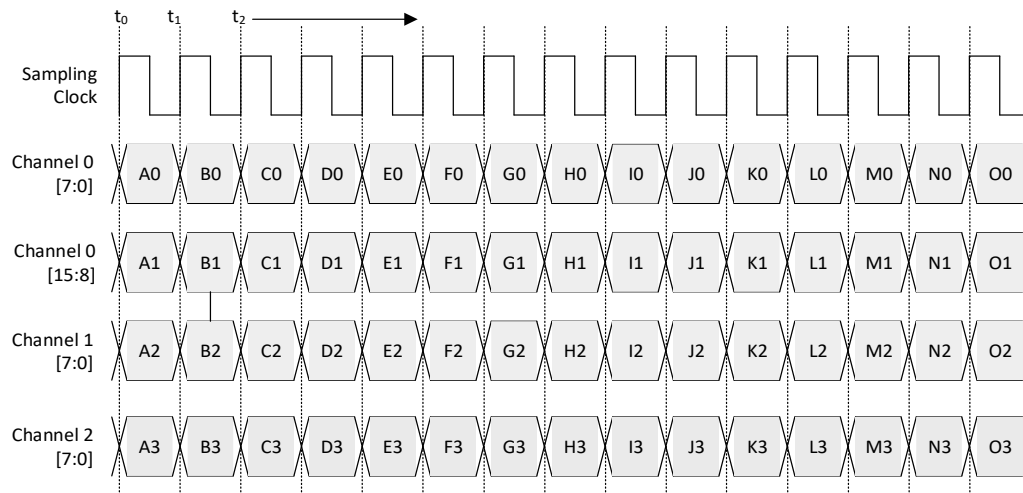 t0 t1 t2
Sampling
Clock
Channel 0
[7:0]
A0 B0 C0 D0 E0 F0 G0 H0 I0 J0 K0 L0 M0 N0 O0
Channel 0
[15:8]
A1 B1 C1 D1 E1 F1 G1 H1 I1 J1 K1 L1 M1 N1 O1
Channel 1
[7:0]
A2 B2 C2 D2 E2 F2 G2 H2 I2 J2 K2 L2 M2 N2 O2
Channel 2
[7:0]
A3 B3 C3 D3 E3 F3 G3 H3 I3 J3 K3 L3 M3 N3 O3